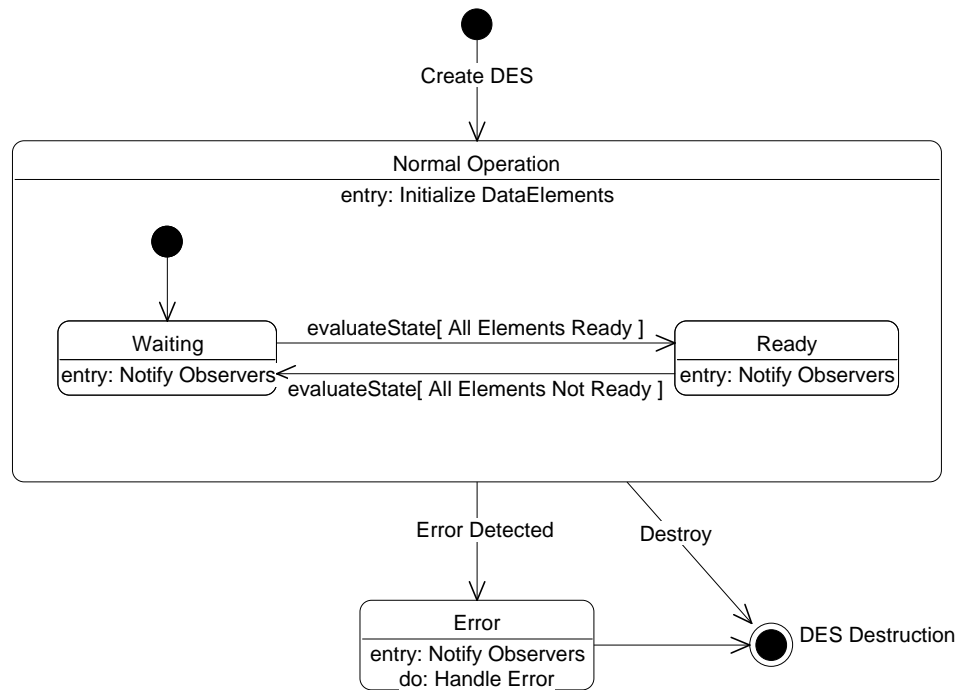 Create DES
Normal Operation
entry: Initialize DataElements
evaluateState[ All Elements Ready ]
Waiting
entry: Notify Observers
Ready
entry: Notify Observers
evaluateState[ All Elements Not Ready ]
Error Detected
Destroy
Error
entry: Notify Observers
do: Handle Error
DES Destruction